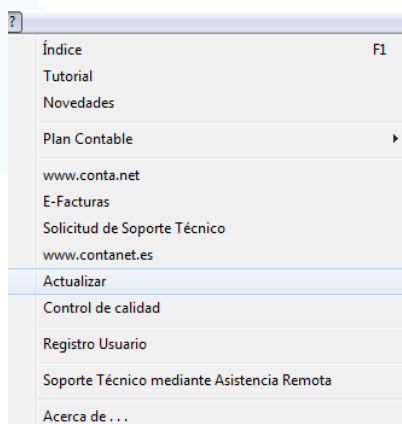 ?
Índice F1
Tutorial
Novedades
Plan Contable
www.conta.net
E-Facturas
Solicitud de Soporte Técnico
www.contanet.es
Actualizar
Control de calidad
Registro Usuario
Soporte Técnico mediante Asistencia Remota
Acerca de . . .